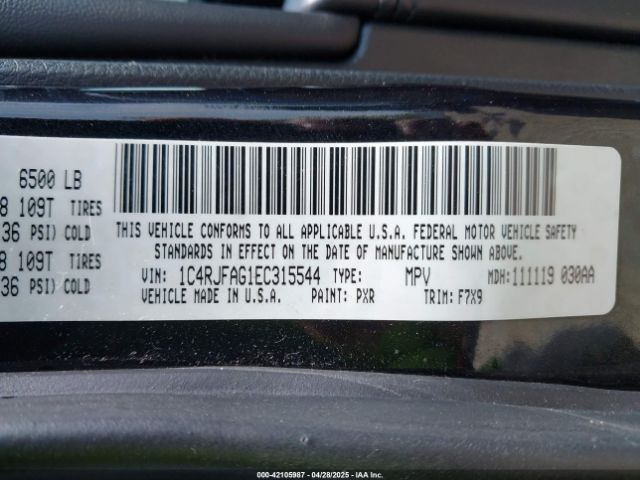 6500 LB
8 109T TIRES
36 PSI) COLD
8 109T TIRES
36 PSI) COLD
THIS VEHICLE CONFORMS TO ALL APPLICABLE U.S.A. FEDERAL MOTOR VEHICLE SAFETY
STANDARDS IN EFFECT ON THE DATE OF MANUFACTURE SHOWN ABOVE.
VIN: 1C4RJFAG1EC315544 TYPE: MPV MDH:111119 030AA
VEHICLE MADE IN U.S.A. PAINT: PXR TRIM: F7X9
000-42105987 - 04/28/2025 - IAA Inc.